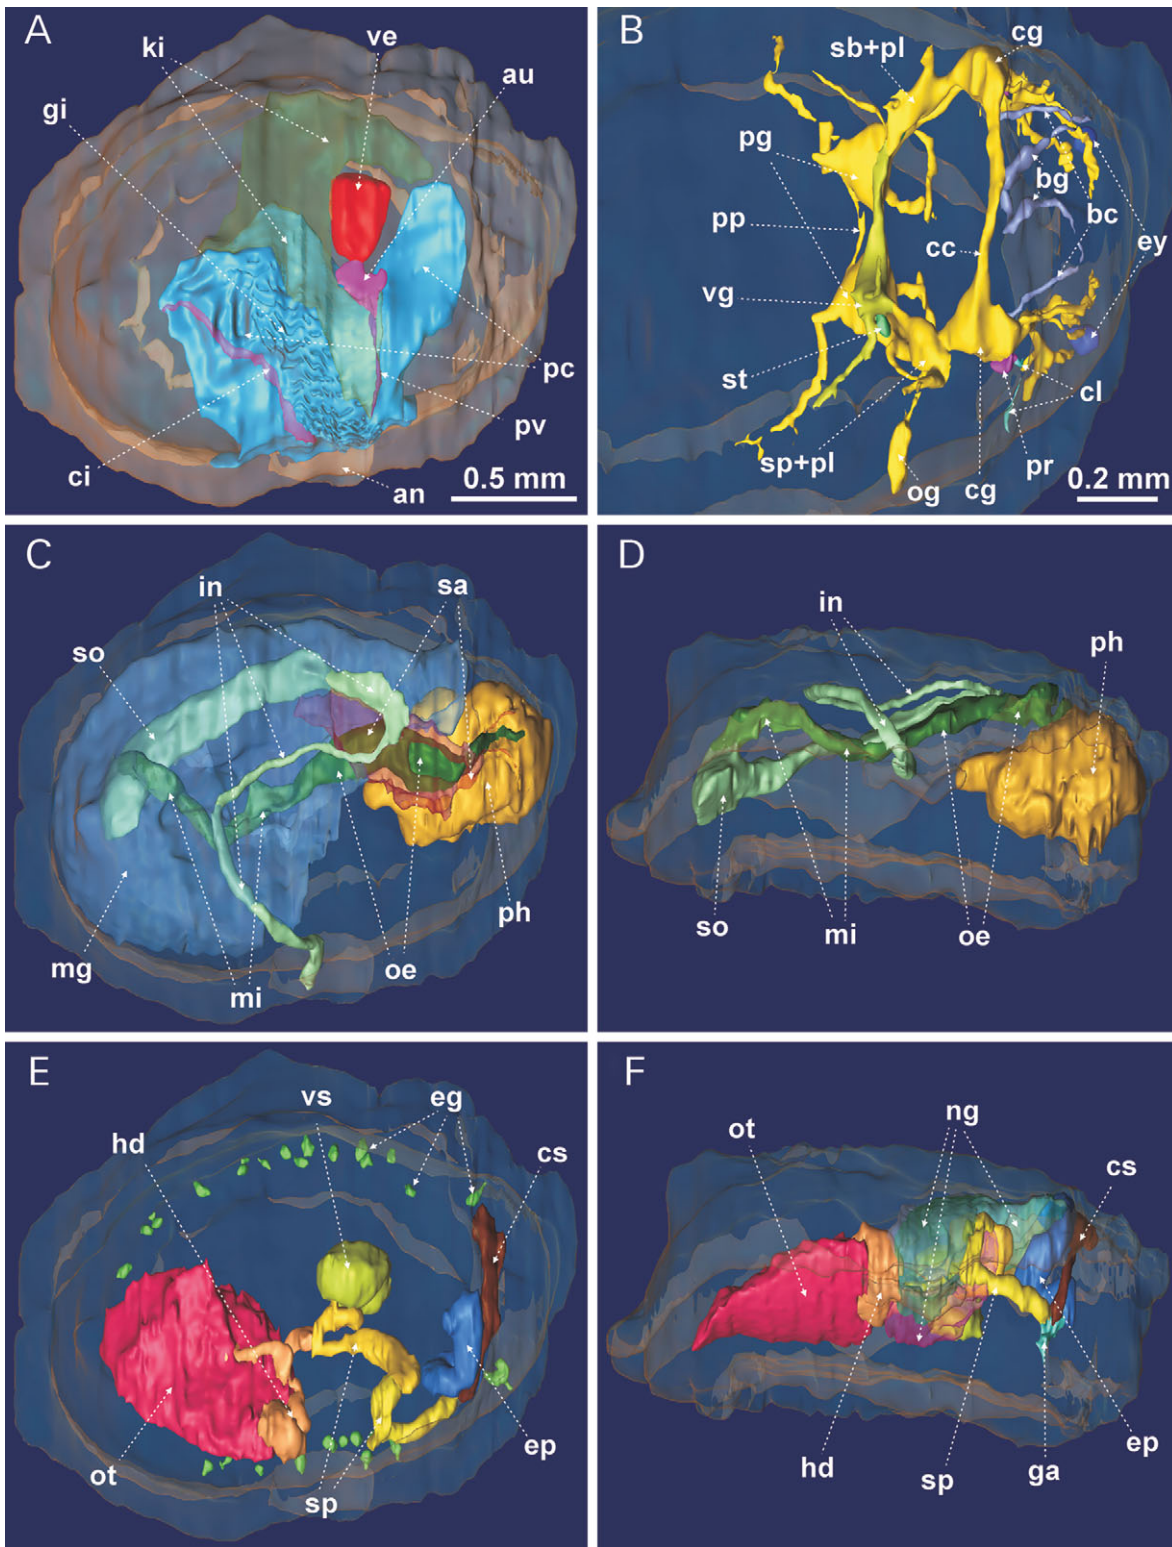 A
ki
ve
au
gi
pc
pv
ci
an
0.5 mm
B
sb+pl
cg
pg
bg
bc
pp
cc
ey
vg
st
cl
sp+pl
og
cg
pr
0.2 mm
C
in
sa
so
ph
mg
mi
oe
D
in
ph
so
mi
oe
E
vs
eg
hd
cs
ot
sp
ep
F
ot
ng
cs
hd
sp
ga
ep